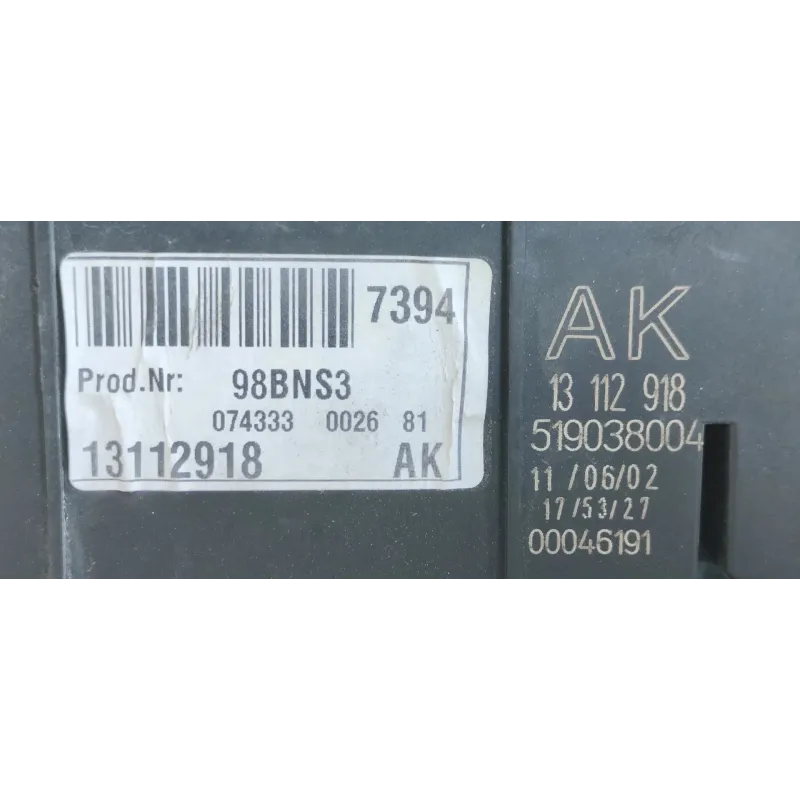 7394
Prod.Nr: 98BNS3
074333 0026 81
13112918 AK
AK
13 112 918
519038004
11/06/02
17/53/27
00046191